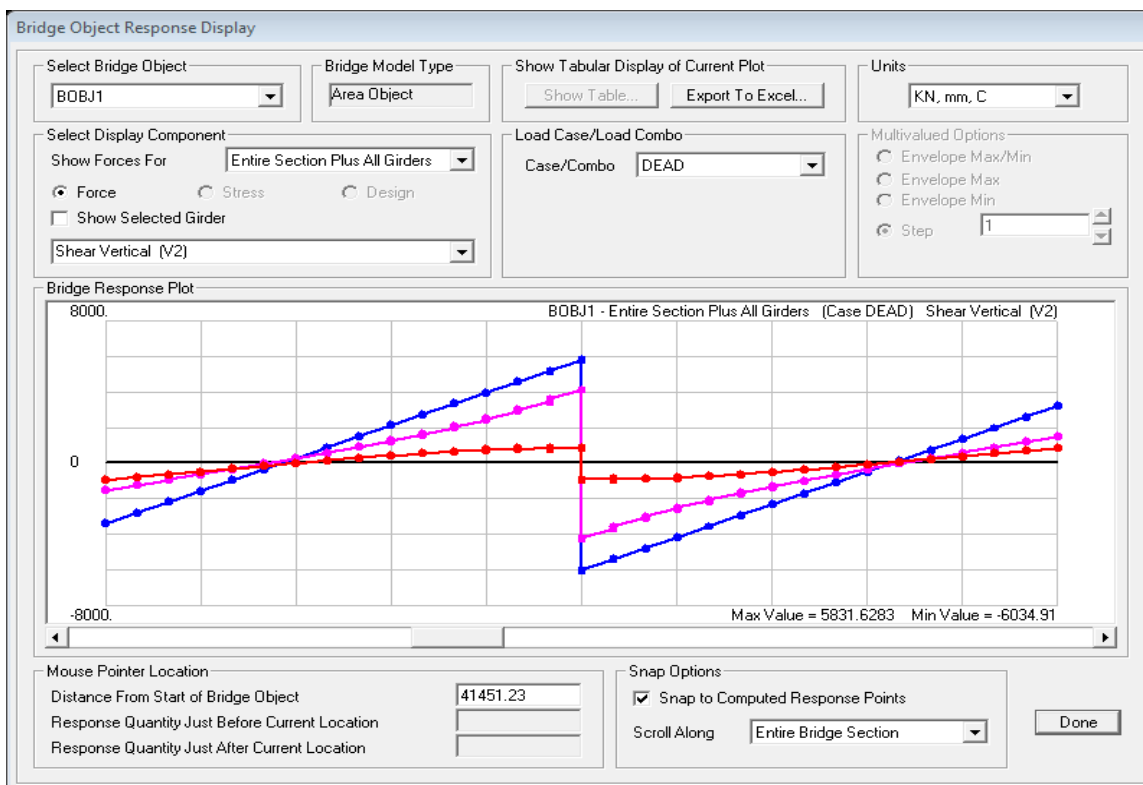 Bridge Object Response Display
Select Bridge Object
BOBJ1
Bridge Model Type
Area Object
Show Tabular Display of Current Plot
Show Table...
Export To Excel...
Units
KN, mm, C
Select Display Component
Show Forces For
Entire Section Plus All Girders
Force
Stress
Design
Show Selected Girder
Shear Vertical (V2)
Load Case/Load Combo
Case/Combo
DEAD
Multivalued Options
Envelope Max/Min
Envelope Max
Envelope Min
Step
1
Bridge Response Plot
8000.
BOBJ1 - Entire Section Plus All Girders (Case DEAD) Shear Vertical (V2)
0
-8000.
Max Value = 5831.6283 Min Value = -6034.91
Mouse Pointer Location
Distance From Start of Bridge Object
41451.23
Response Quantity Just Before Current Location
Response Quantity Just After Current Location
Snap Options
Snap to Computed Response Points
Scroll Along
Entire Bridge Section
Done